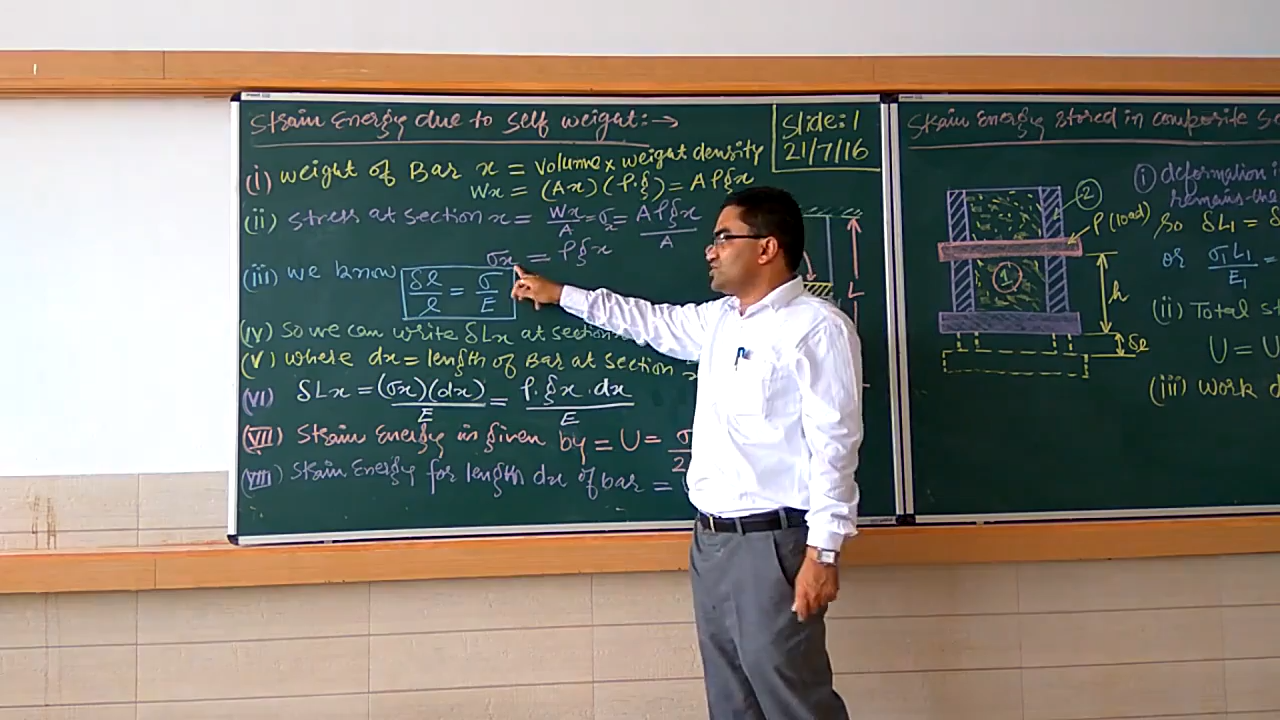 Strain Energy due to self weight:→
Slide:1
21/7/16
(i) weight of Bar x = volume × weight density
Wx = (Ax)(ρ.g) = Aρgx
(ii) stress at section x = Wx/A = σx = Aρgx/A
σx = ρgx
(iii) we know δl/l = σ/E
(iv) So we can write δLx at section
(v) where dx = length of Bar at section
(VI) δLx = (σx)(dx)/E = ρ.gx.dx/E
(VII) Strain Energy in given by = U = σ
(VIII) Strain Energy for length dx of bar =
L
Strain Energy stored in composite
(i) deformation
remains the
So δL1 =
or σ1L1/E1 =
(ii) Total
U = U
(iii) Work
2
P(load)
1
h
δl